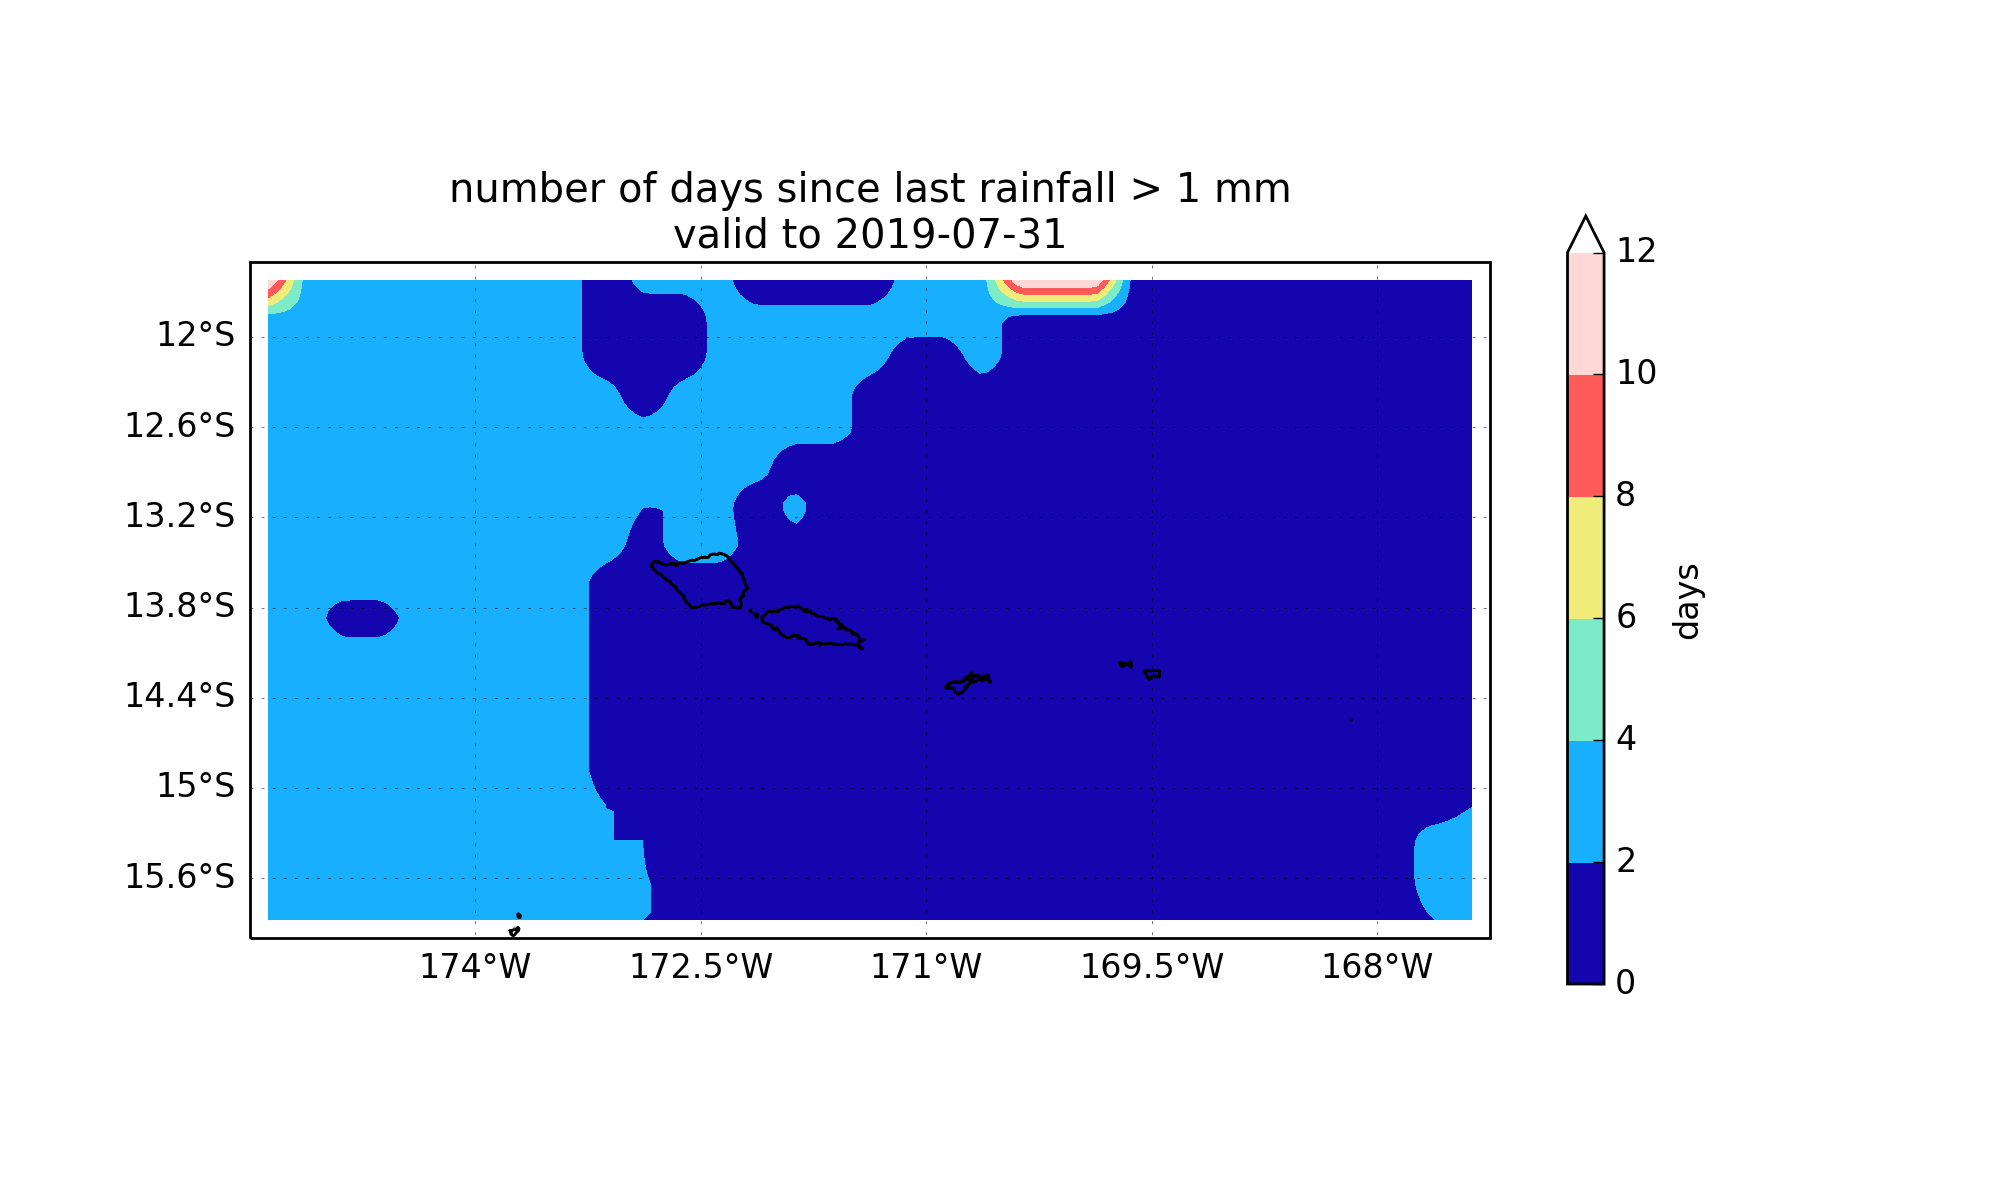 number of days since last rainfall > 1 mm
valid to 2019-07-31
12°S
12.6°S
13.2°S
13.8°S
14.4°S
15°S
15.6°S
174°W
172.5°W
171°W
169.5°W
168°W
12
10
8
6
4
2
0
days